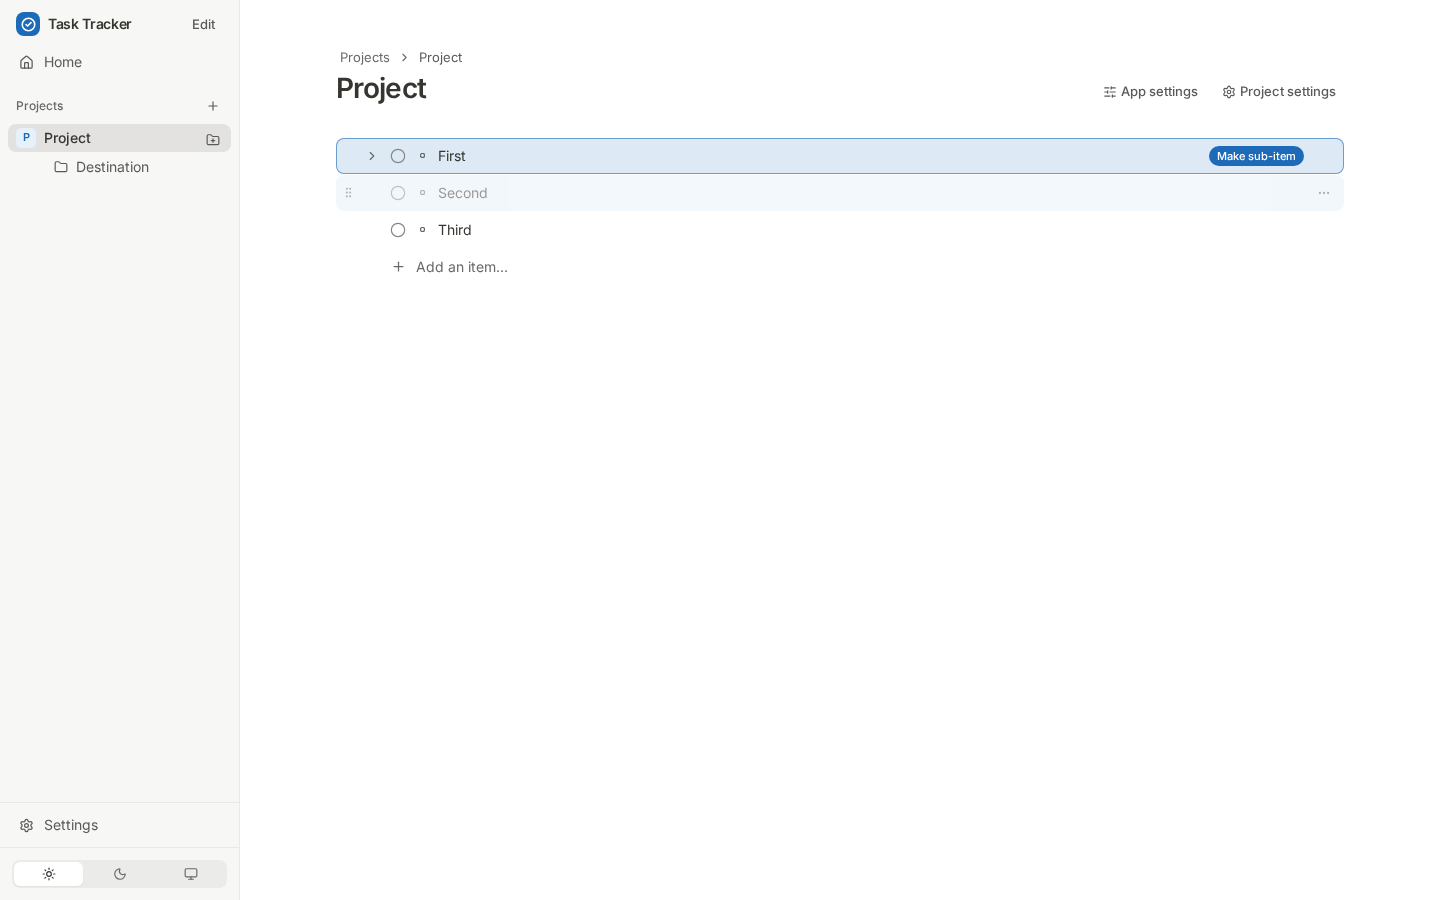 Task Tracker
Edit
Home
Projects
P
Project
Destination
Settings
Projects
Project
Project
App settings
Project settings
First
Make sub-item
Second
Third
Add an item...